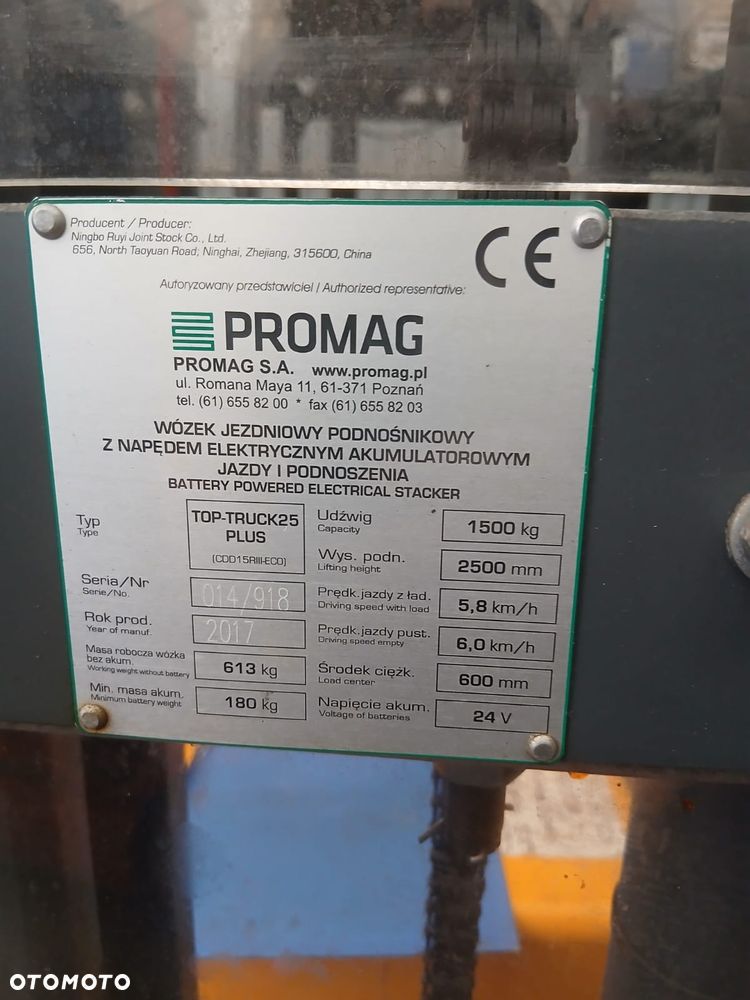 Producent / Producer:
Ningbo Ruyi Joint Stock Co., Ltd.
656, North Taoyuan Road, Ninghai, Zhejiang, 315600, China
CE
Autoryzowany przedstawiciel / Authorized representative:
PROMAG
PROMAG S.A. www.promag.pl
ul. Romana Maya 11, 61-371 Poznań
tel. (61) 655 82 00 * fax (61) 655 82 03
WÓZEK JEZDNIOWY PODNOŚNIKOWY
Z NAPĘDEM ELEKTRYCZNYM AKUMULATOROWYM
JAZDY I PODNOSZENIA
BATTERY POWERED ELECTRICAL STACKER
Typ
Type
TOP-TRUCK25
PLUS
(CDD15RIII-ECO)
Seria/Nr
Serie/No.
014/918
Rok prod.
Year of manuf.
2017
Masa robocza wózka
bez akum.
Working weight without battery
613 kg
Min. masa akum.
Minimum battery weight
180 kg
Udźwig
Capacity
1500 kg
Wys. podn.
Lifting height
2500 mm
Prędk. jazdy z ład.
Driving speed with load
5,8 km/h
Prędk. jazdy pust.
Driving speed empty
6,0 km/h
Środek ciężk.
Load center
600 mm
Napięcie akum.
Voltage of batteries
24 V
OTOMOTO